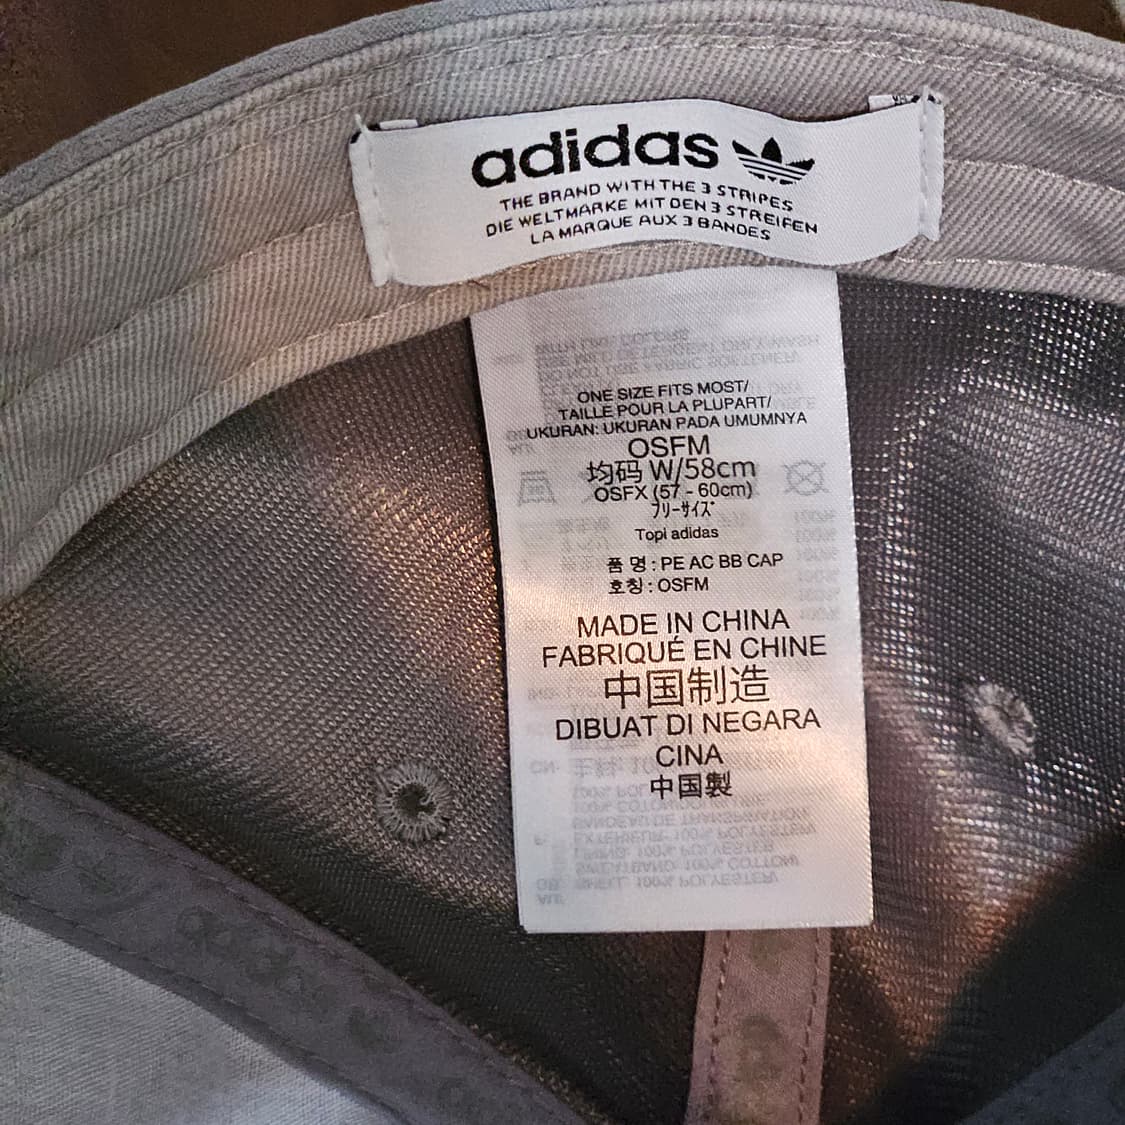 adidas
THE BRAND WITH THE 3 STRIPES
DIE WELTMARKE MIT DEN 3 STREIFEN
LA MARQUE AUX 3 BANDES
ONE SIZE FITS MOST/
TAILLE POUR LA PLUPART/
UKURAN: UKURAN PADA UMUMNYA
OSFM
均码 W/58cm
OSFX (57 - 60cm)
フリーサイズ
Topi adidas
품 명 : PE AC BB CAP
호칭 : OSFM
MADE IN CHINA
FABRIQUÉ EN CHINE
中国制造
DIBUAT DI NEGARA
CINA
中国製